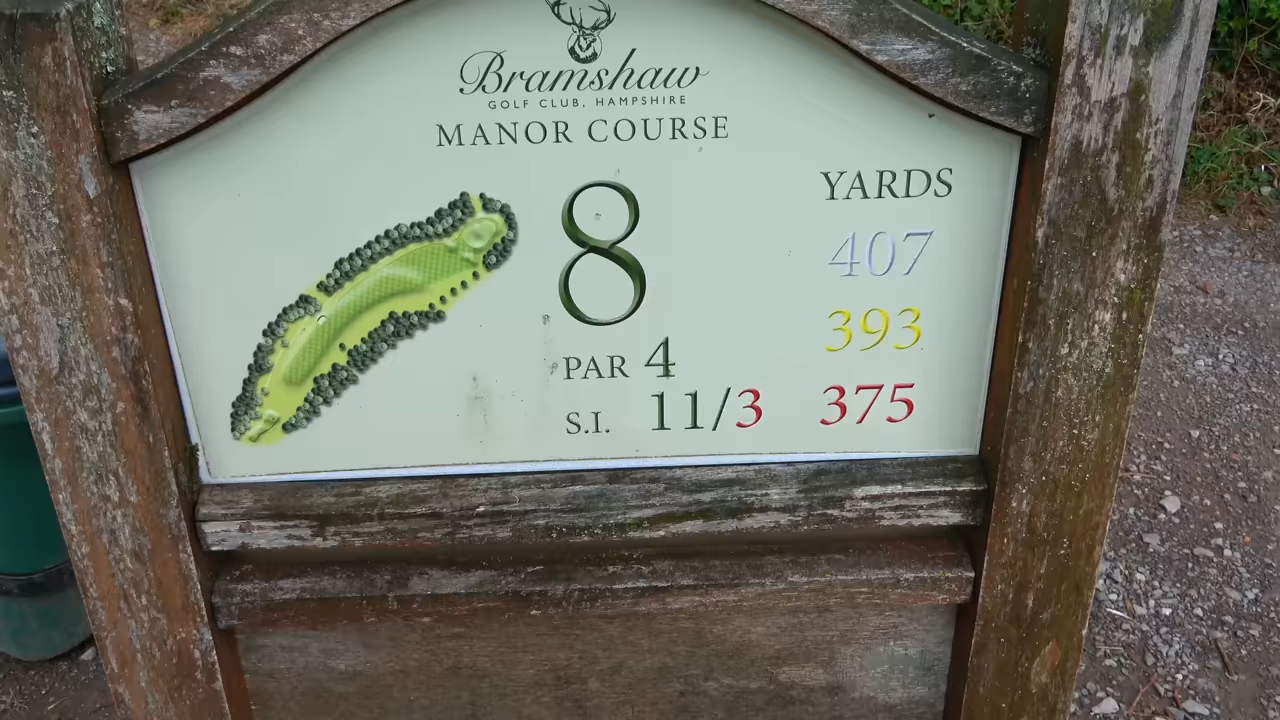 Bramshaw
GOLF CLUB, HAMPSHIRE
MANOR COURSE
8
PAR 4
S.I. 11/3
YARDS
407
393
375